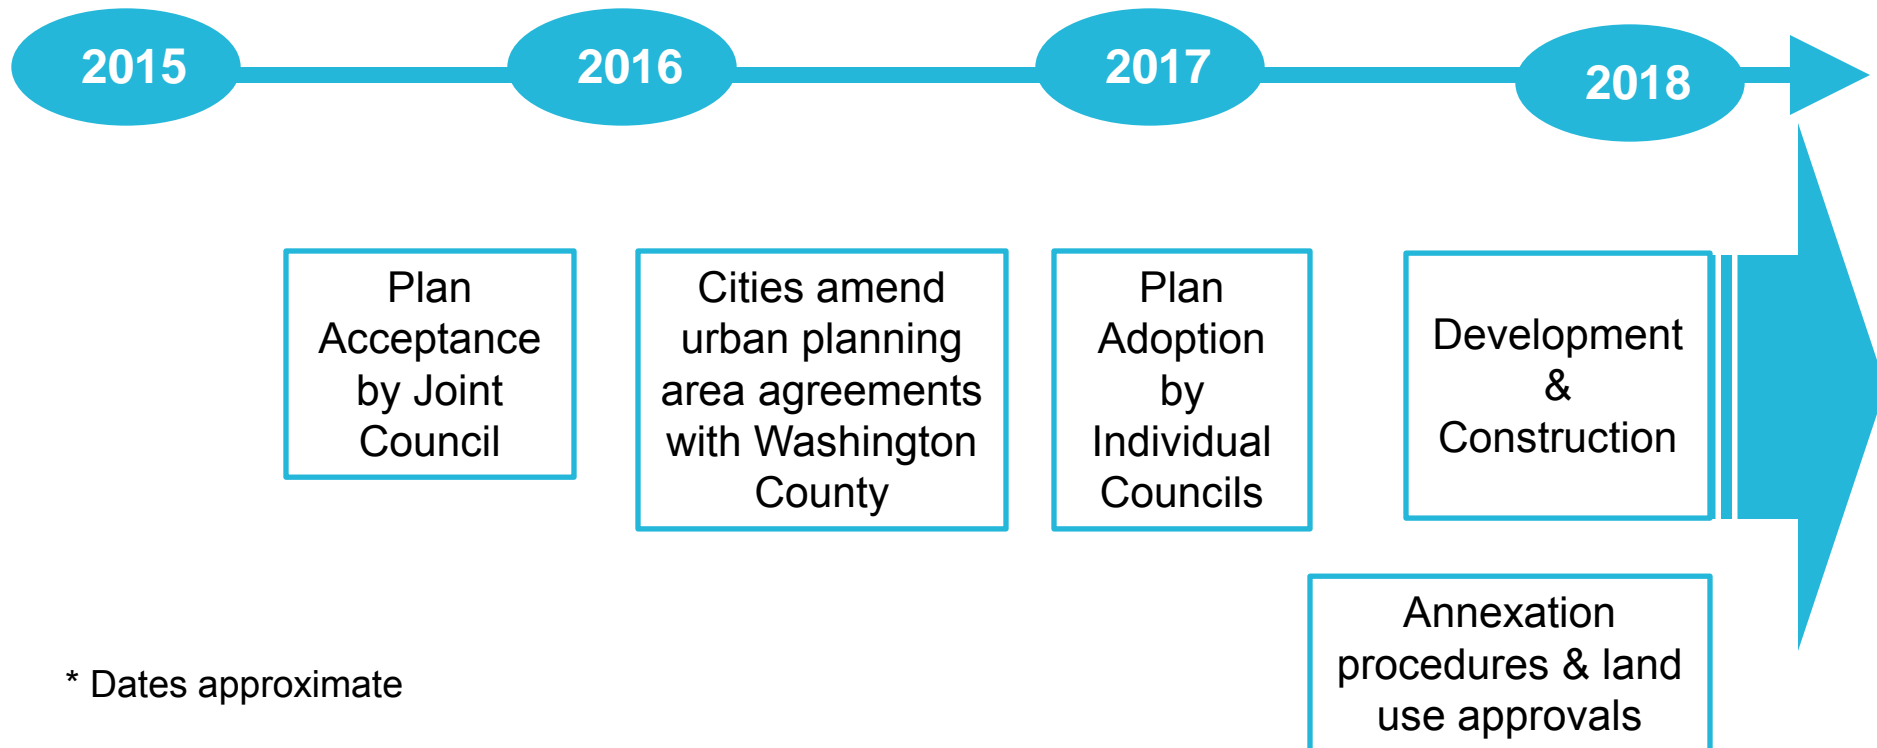 2015
2016
2017
2018
Plan
Acceptance
by Joint
Council
Cities amend
urban planning
area agreements
with Washington
County
Plan
Adoption
by
Individual
Councils
Development
&
Construction
Annexation
procedures & land
use approvals
* Dates approximate